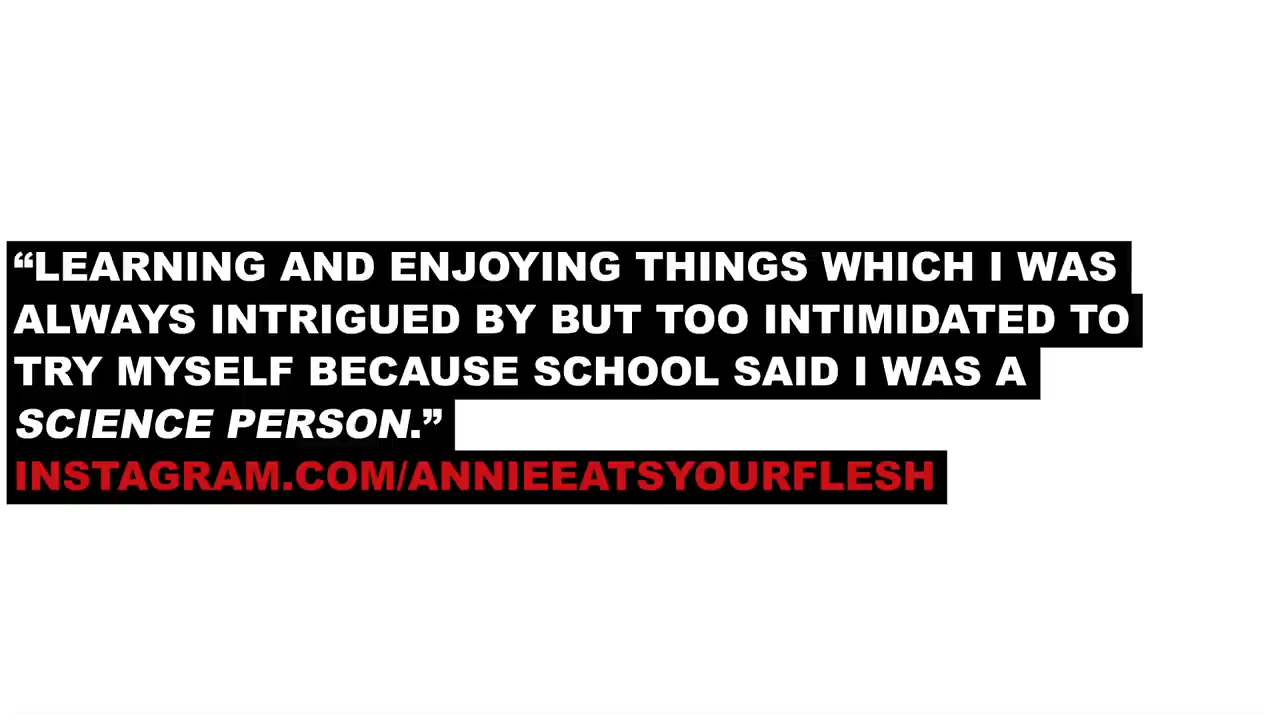 “LEARNING AND ENJOYING THINGS WHICH I WAS
ALWAYS INTRIGUED BY BUT TOO INTIMIDATED TO
TRY MYSELF BECAUSE SCHOOL SAID I WAS A
SCIENCE PERSON.”
INSTAGRAM.COM/ANNIEEATSYOURFLESH